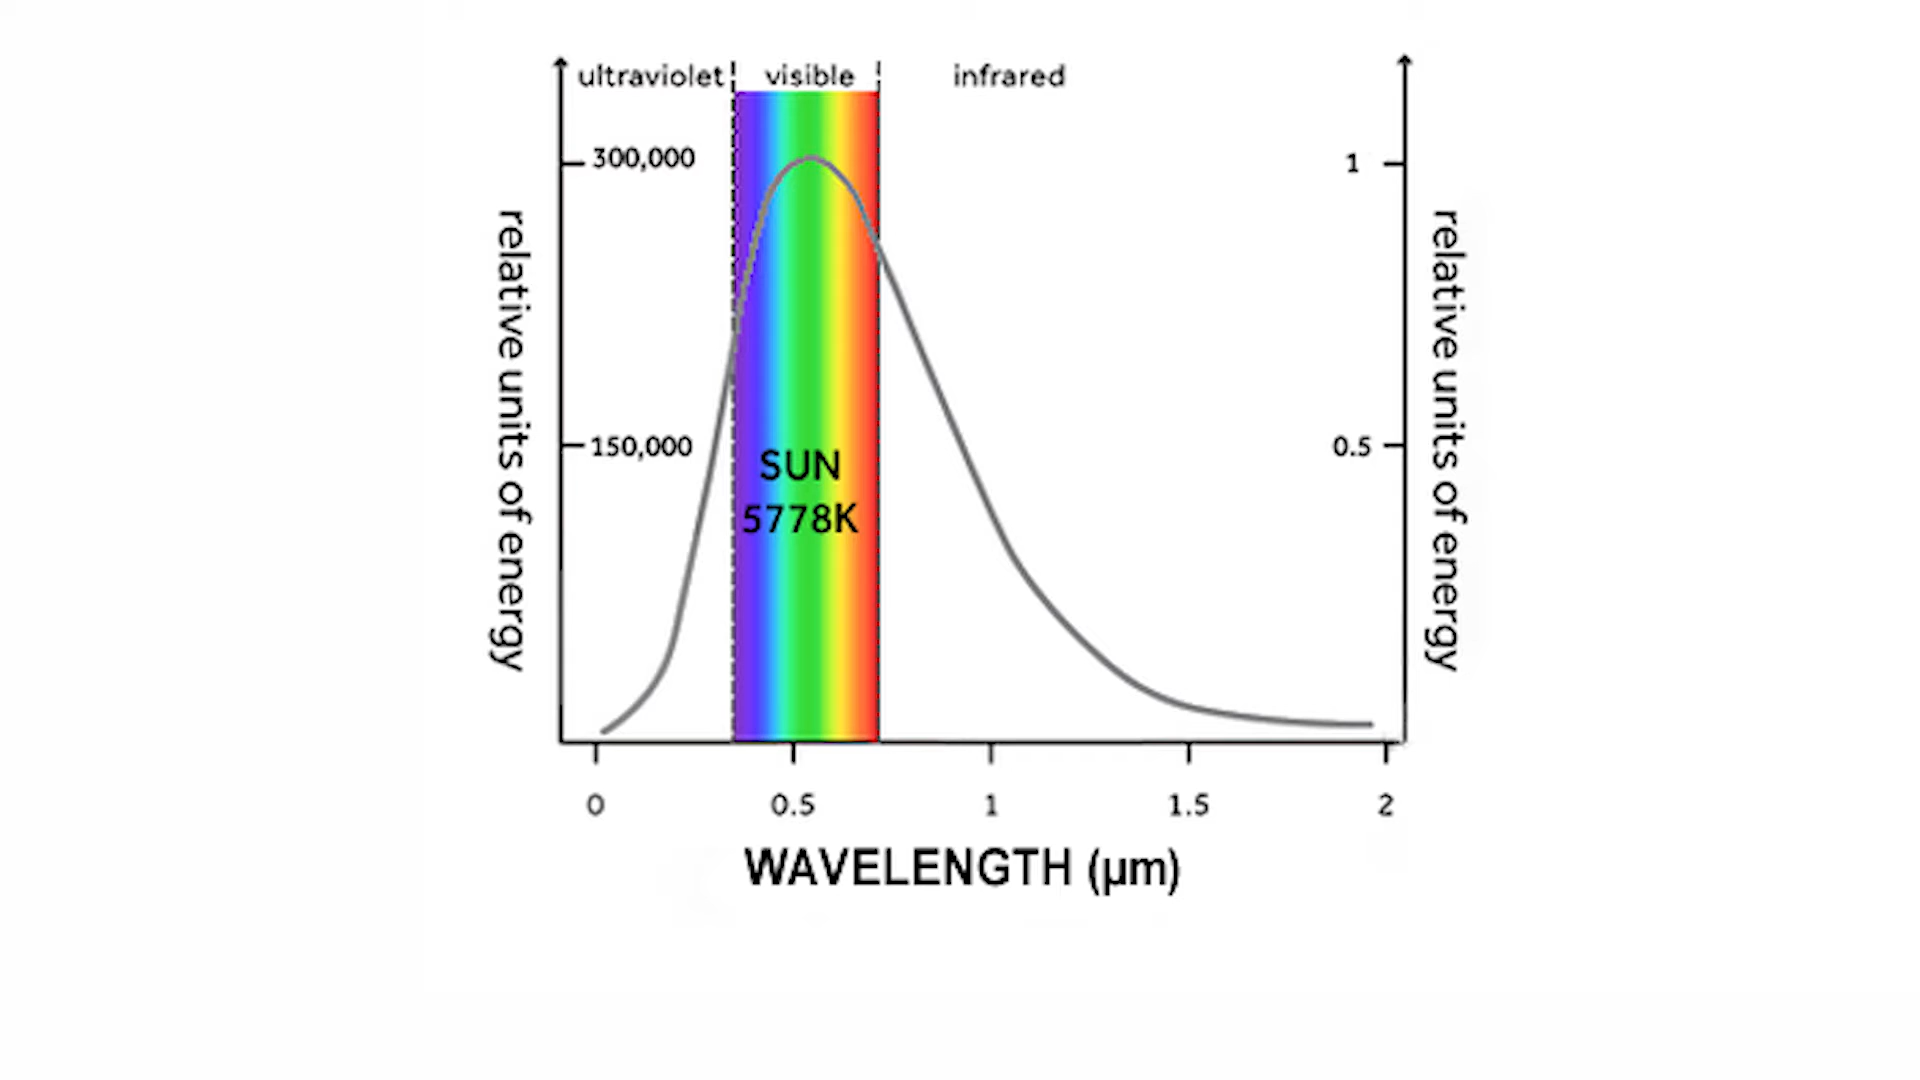 ultraviolet visible infrared
300,000
1
relative units of energy
relative units of energy
150,000
0.5
SUN
5778K
0 0.5 1 1.5 2
WAVELENGTH (μm)